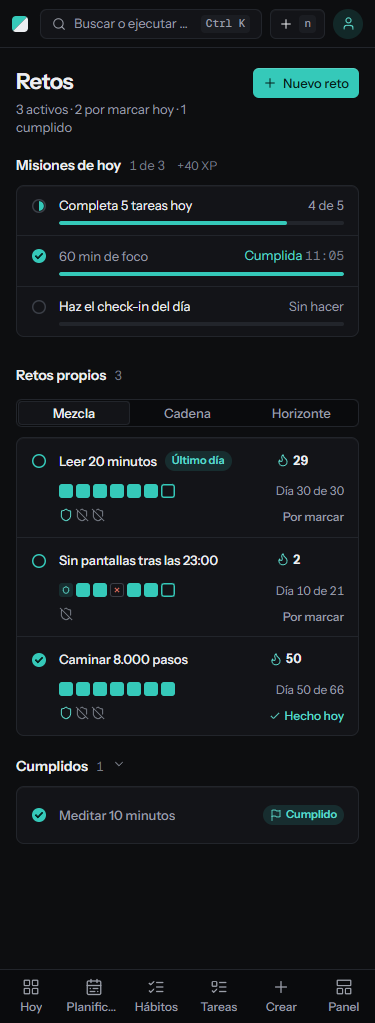 Buscar o ejecutar ... Ctrl K
n
Retos
Nuevo reto
3 activos · 2 por marcar hoy · 1
cumplido
Misiones de hoy 1 de 3 +40 XP
Completa 5 tareas hoy 4 de 5
60 min de foco Cumplida 11:05
Haz el check-in del día Sin hacer
Retos propios 3
Mezcla Cadena Horizonte
Leer 20 minutos Último día 29
Día 30 de 30
Por marcar
Sin pantallas tras las 23:00 2
Día 10 de 21
Por marcar
Caminar 8.000 pasos 50
Día 50 de 66
Hecho hoy
Cumplidos 1
Meditar 10 minutos Cumplido
Hoy Planific... Hábitos Tareas Crear Panel